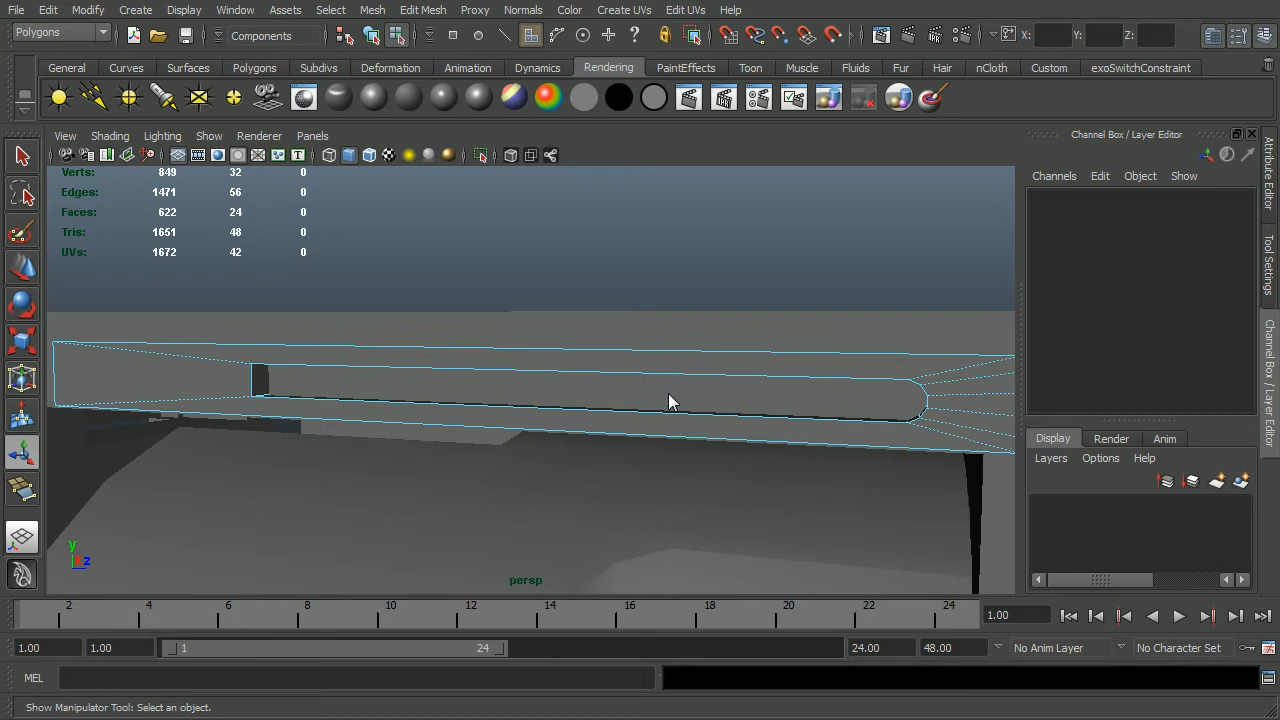 File Edit Modify Create Display Window Assets Select Mesh Edit Mesh Proxy Normals Color Create UVs Edit UVs Help
Polygons Components X: Y: Z:
General Curves Surfaces Polygons Subdivs Deformation Animation Dynamics Rendering PaintEffects Toon Muscle Fluids Fur Hair nCloth Custom exoSwitchConstraint
View Shading Lighting Show Renderer Panels
Channel Box / Layer Editor
Channels Edit Object Show
Verts: 849 32 0
Edges: 1471 56 0
Faces: 622 24 0
Tris: 1651 48 0
UVs: 1672 42 0
Attribute Editor
Tool Settings
Channel Box / Layer Editor
Display Render Anim
Layers Options Help
y
z
persp
2 4 6 8 10 12 14 16 18 20 22 24 1.00
1.00 1.00 1 24 24.00 48.00 No Anim Layer No Character Set
MEL
Show Manipulator Tool: Select an object.